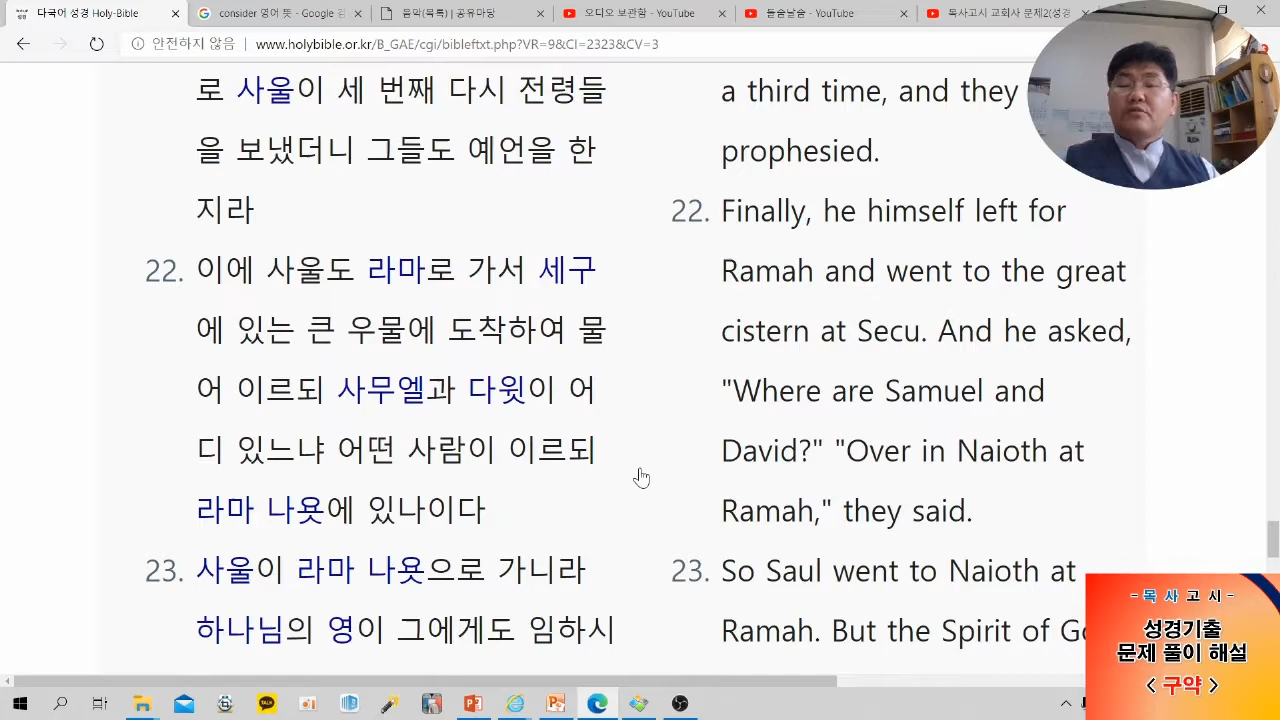 다국어 성경 Holy-Bible
consider 영어 뜻 - Google
음악(목록) | 공유마당
오디오 보관함 - YouTube
돌숨날숨 - YouTube
목사고시 교회사 문제2(성경
안전하지 않음
www.holybible.or.kr/B_GAE/cgi/bibleftxt.php?VR=9&CI=2323&CV=3
로 사울이 세 번째 다시 전령들
을 보냈더니 그들도 예언을 한
지라
22. 이에 사울도 라마로 가서 세구
에 있는 큰 우물에 도착하여 물
어 이르되 사무엘과 다윗이 어
디 있느냐 어떤 사람이 이르되
라마 나욧에 있나이다
23. 사울이 라마 나욧으로 가니라
하나님의 영이 그에게도 임하시
a third time, and they
prophesied.
22. Finally, he himself left for
Ramah and went to the great
cistern at Secu. And he asked,
"Where are Samuel and
David?" "Over in Naioth at
Ramah," they said.
23. So Saul went to Naioth at
Ramah. But the Spirit of
- 목사고시 -
성경기출
문제 풀이 해설
< 구약 >
TALK